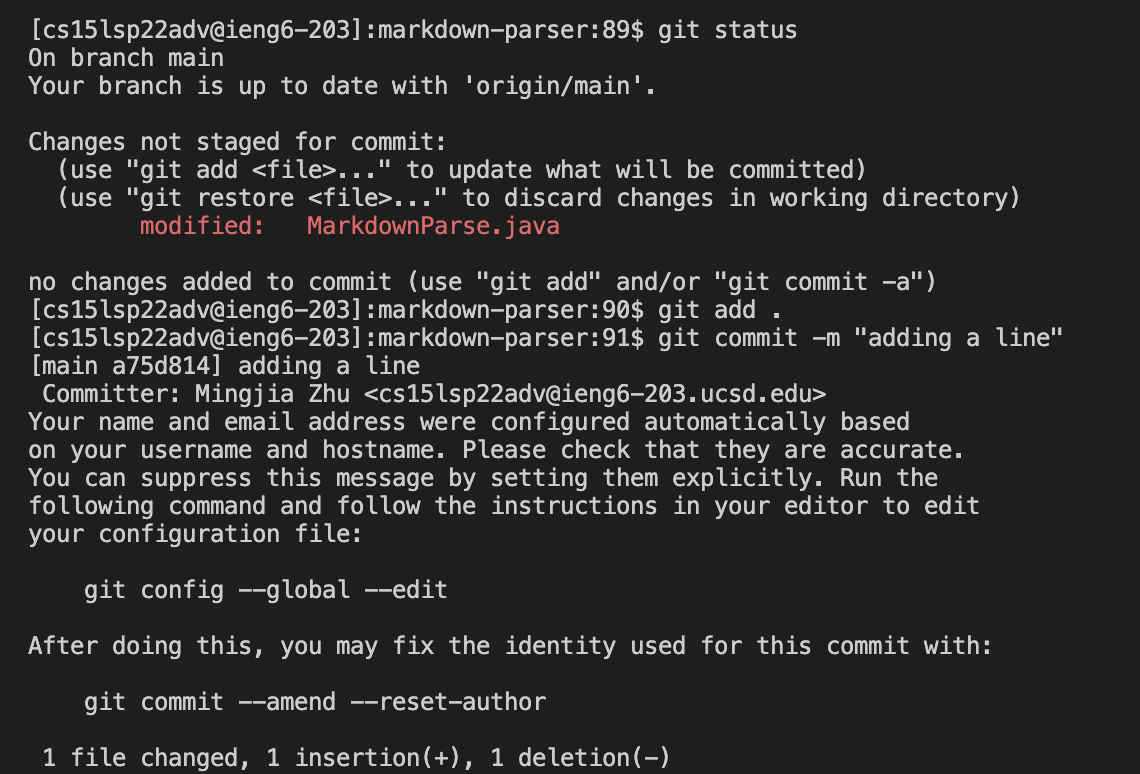 [cs15lsp22adv@ieng6-203]:markdown-parser:89$ git status
On branch main
Your branch is up to date with 'origin/main'.
Changes not staged for commit:
(use "git add <file>..." to update what will be committed)
(use "git restore <file>..." to discard changes in working directory)
modified:   MarkdownParse.java
no changes added to commit (use "git add" and/or "git commit -a")
[cs15lsp22adv@ieng6-203]:markdown-parser:90$ git add .
[cs15lsp22adv@ieng6-203]:markdown-parser:91$ git commit -m "adding a line"
[main a75d814] adding a line
Committer: Mingjia Zhu <cs15lsp22adv@ieng6-203.ucsd.edu>
Your name and email address were configured automatically based
on your username and hostname. Please check that they are accurate.
You can suppress this message by setting them explicitly. Run the
following command and follow the instructions in your editor to edit
your configuration file:
git config --global --edit
After doing this, you may fix the identity used for this commit with:
git commit --amend --reset-author
1 file changed, 1 insertion(+), 1 deletion(-)